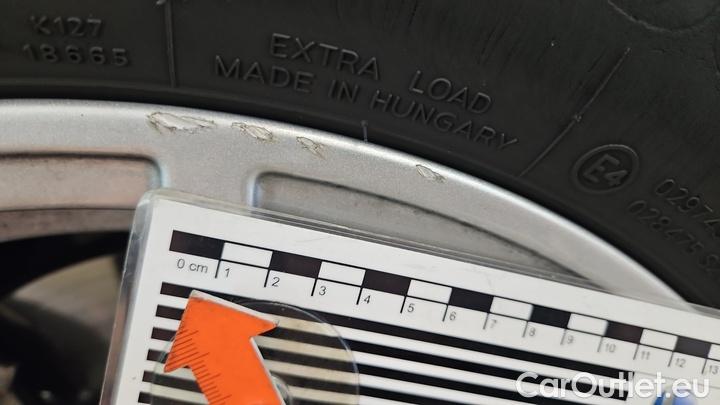 K127
18665
EXTRA LOAD
MADE IN HUNGARY
E4
0 cm 1 2 3 4 5 6 7 8 9 10 11 12 13
CarOutlet.eu